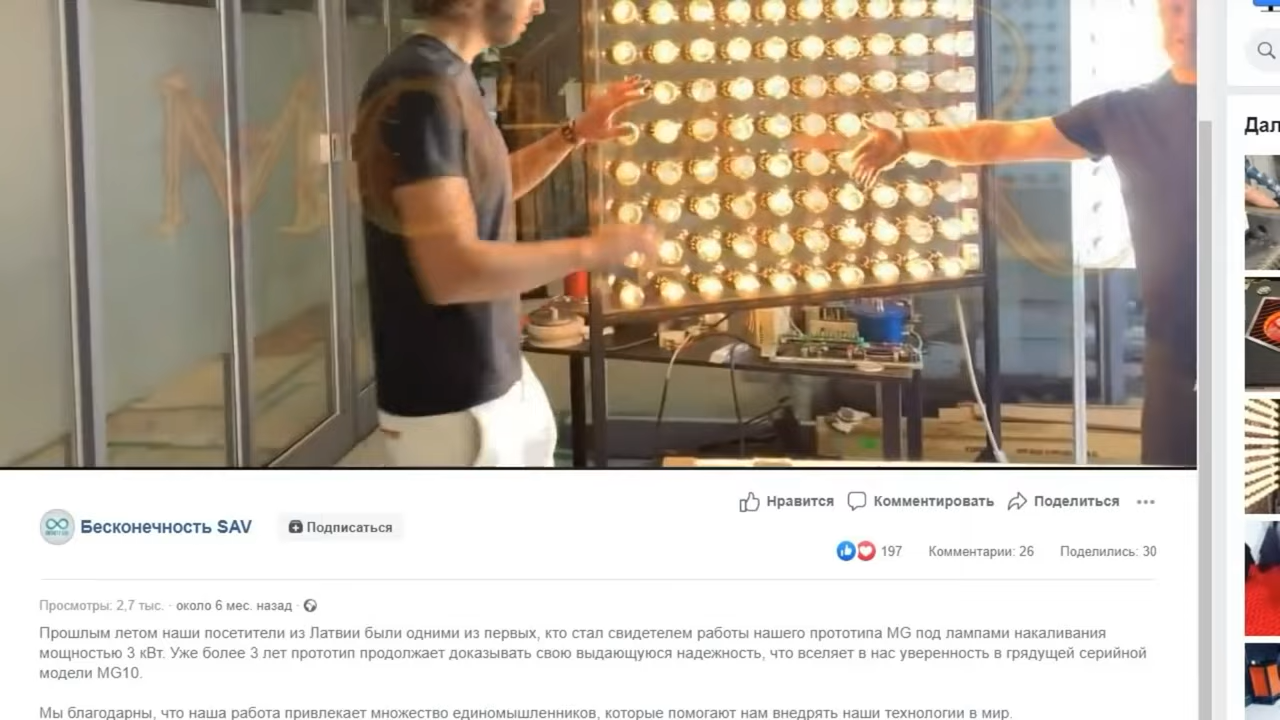 MG
Дал
Нравится Комментировать Поделиться
Бесконечность SAV Подписаться
197 Комментарии: 26 Поделились: 30
Просмотры: 2,7 тыс. · около 6 мес. назад ·
Прошлым летом наши посетители из Латвии были одними из первых, кто стал свидетелем работы нашего прототипа MG под лампами накаливания
мощностью 3 кВт. Уже более 3 лет прототип продолжает доказывать свою выдающуюся надежность, что вселяет в нас уверенность в грядущей серийной
модели MG10.
Мы благодарны, что наша работа привлекает множество единомышленников, которые помогают нам внедрять наши технологии в мир.